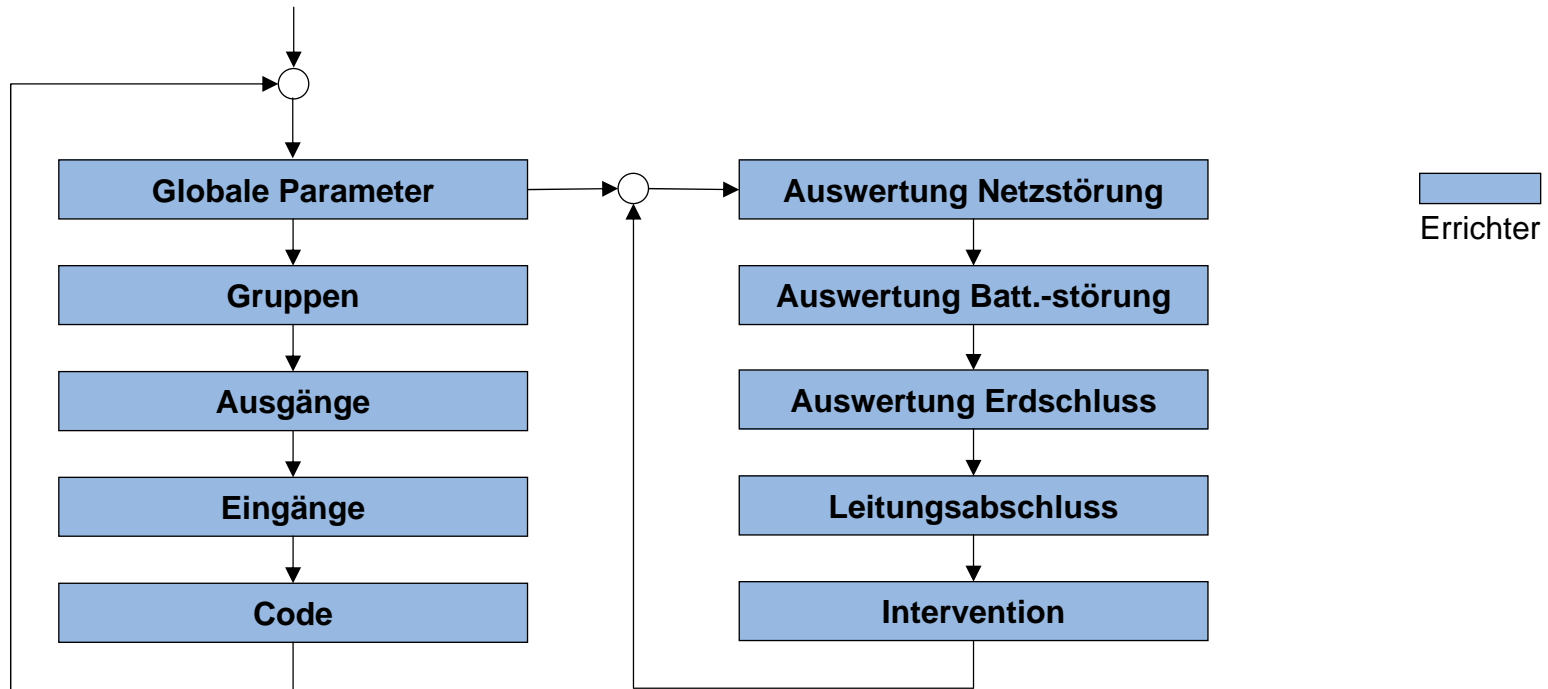 Globale Parameter
Gruppen
Ausgänge
Eingänge
Code
Auswertung Netzstörung
Auswertung Batt.-störung
Auswertung Erdschluss
Leitungsabschluss
Intervention
Errichter